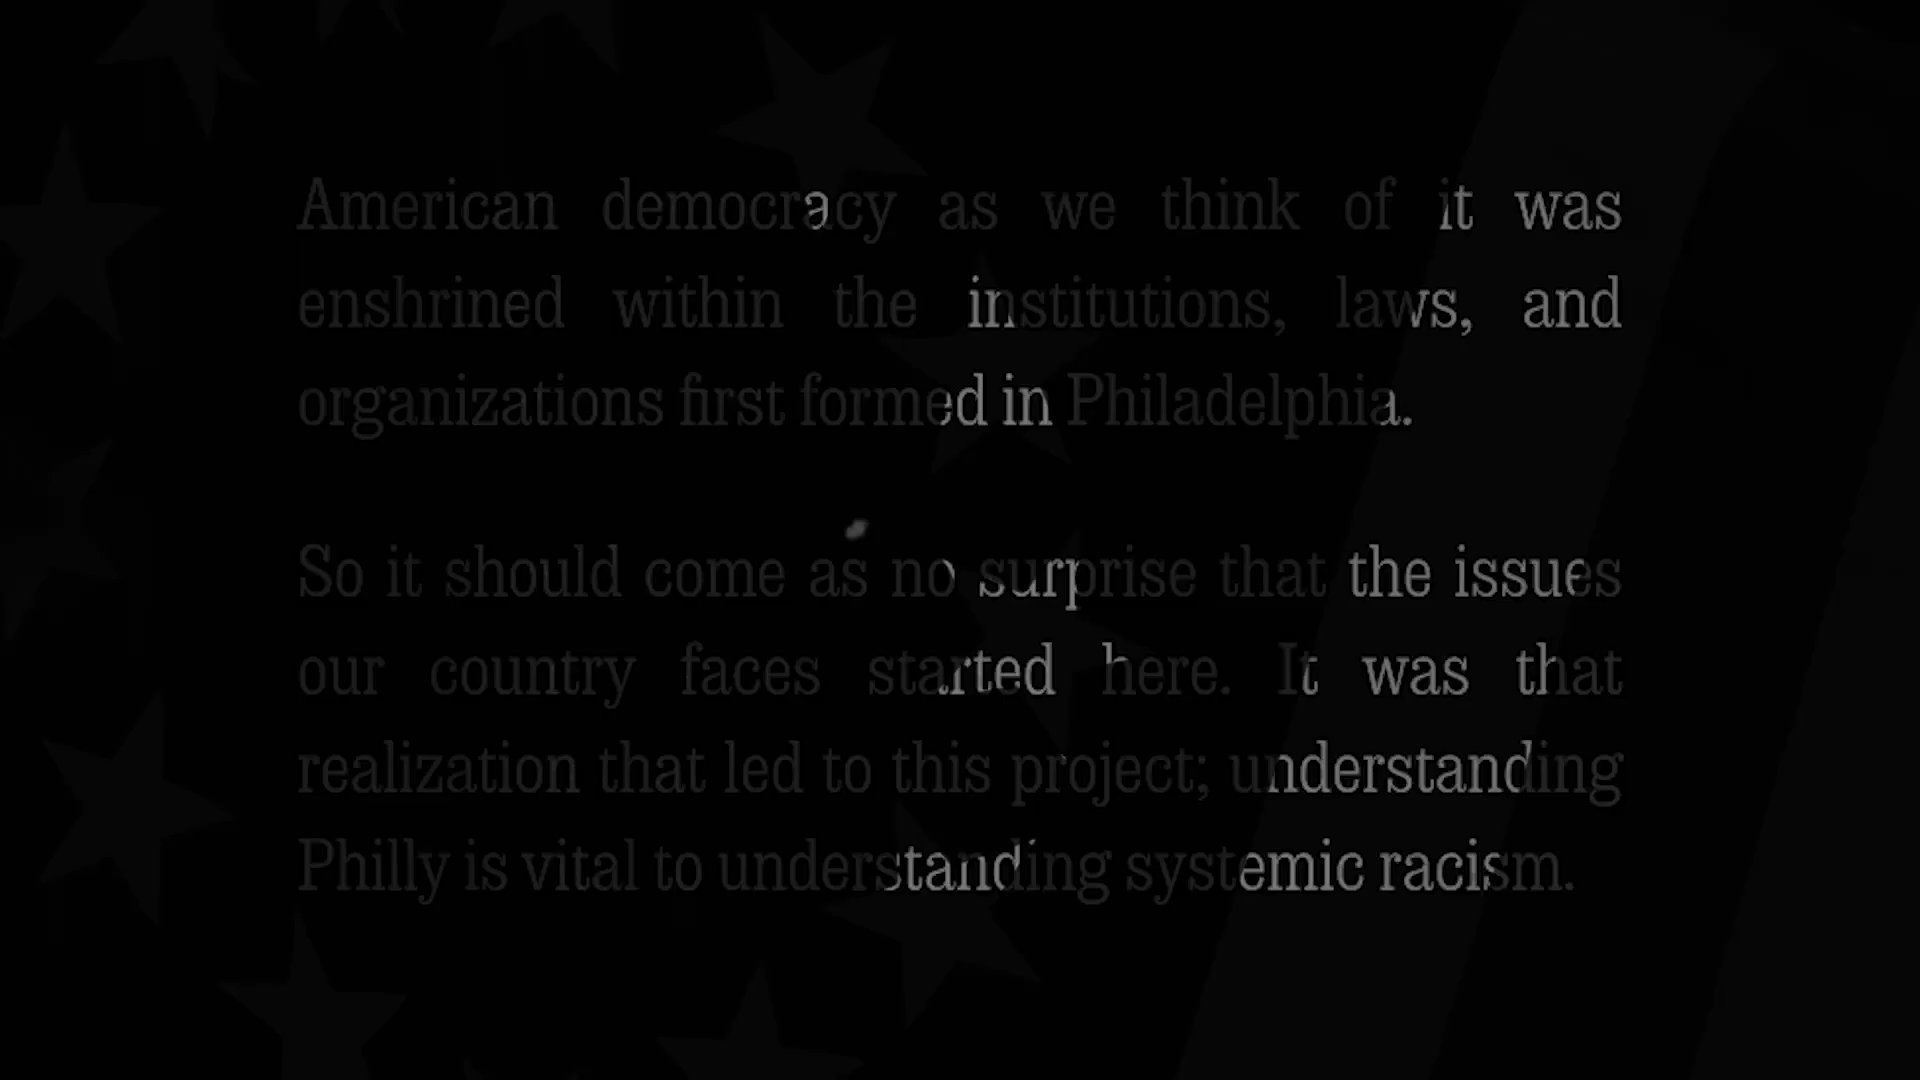 American democracy as we think of it was
enshrined within the institutions, laws, and
organizations first formed in Philadelphia.
So it should come as no surprise that the issues
our country faces started here. It was that
realization that led to this project; understanding
Philly is vital to understanding systemic racism.